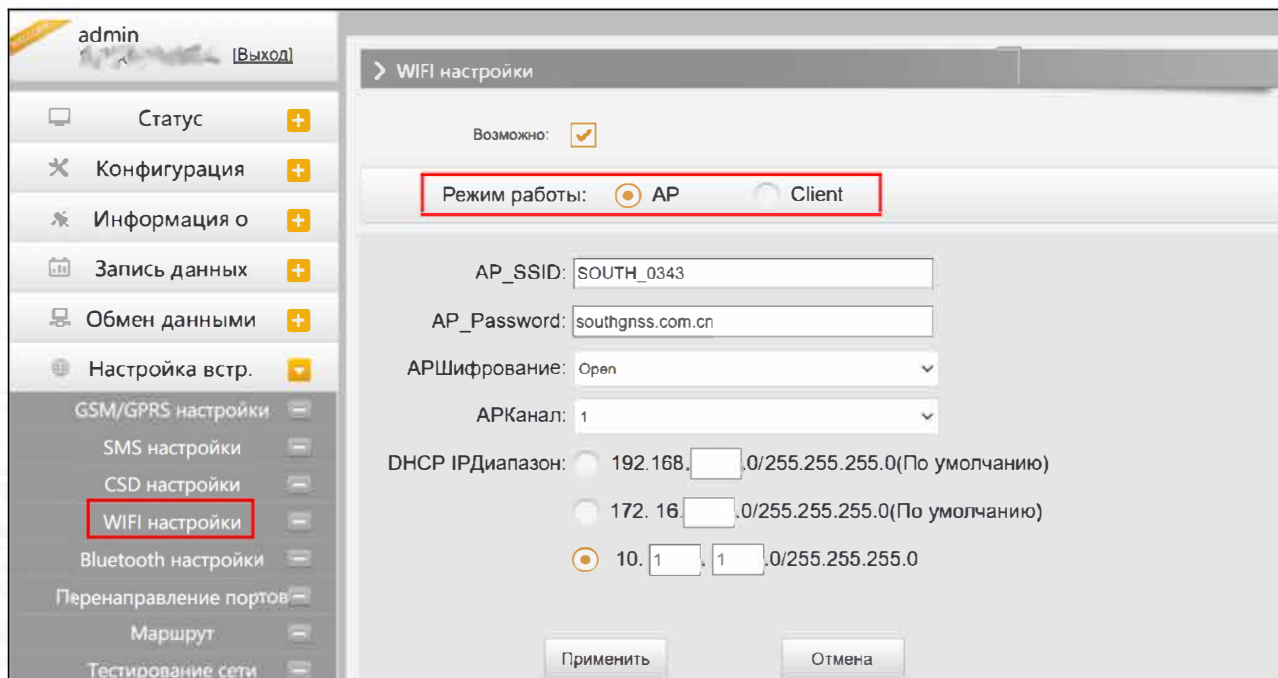 admin
[Выход]
Статус
Конфигурация
Информация о
Запись данных
Обмен данными
Настройка встр.
GSM/GPRS настройки
SMS настройки
CSD настройки
WIFI настройки
Bluetooth настройки
Перенаправление портов
Маршрут
Тестирование сети
WIFI настройки
Возможно:
Режим работы: AP Client
AP_SSID: SOUTH_0343
AP_Password: southgnss.com.cn
APШифрование: Open
APКанал: 1
DHCP IPДиапазон: 192.168. .0/255.255.255.0(По умолчанию)
172. 16. .0/255.255.255.0(По умолчанию)
10. 1 . 1 .0/255.255.255.0
Применить Отмена